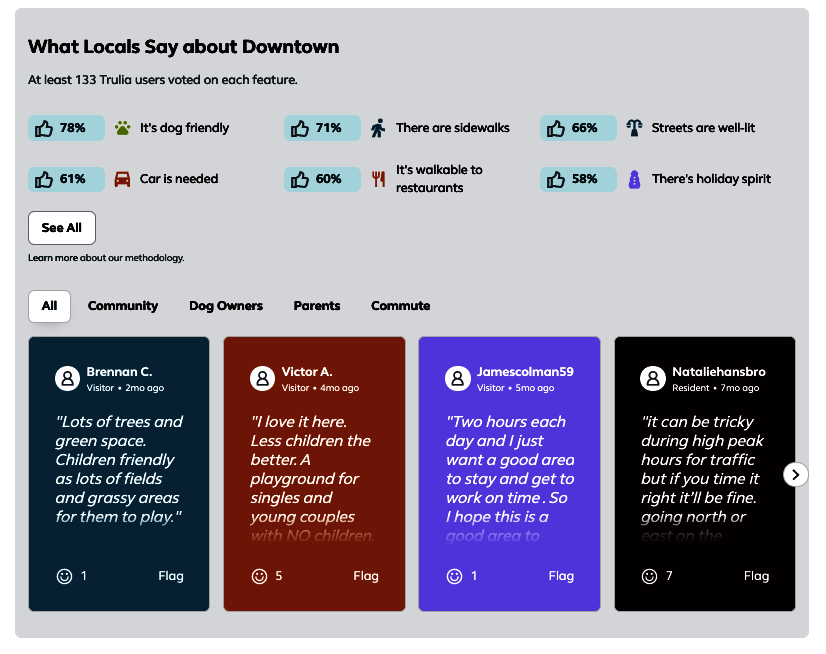 What Locals Say about Downtown
At least 133 Trulia users voted on each feature.
78% It's dog friendly
71% There are sidewalks
66% Streets are well-lit
61% Car is needed
60% It's walkable to
restaurants
58% There's holiday spirit
See All
Learn more about our methodology.
All Community Dog Owners Parents Commute
Brennan C.
Visitor • 2mo ago
"Lots of trees and
green space.
Children friendly
as lots of fields
and grassy areas
for them to play."
1 Flag
Victor A.
Visitor • 4mo ago
"I love it here.
Less children the
better. A
playground for
singles and
young couples
with NO children.
5 Flag
Jamescolman59
Visitor • 5mo ago
"Two hours each
day and I just
want a good area
to stay and get to
work on time . So
I hope this is a
good area to
1 Flag
Nataliehansbro
Resident • 7mo ago
"it can be tricky
during high peak
hours for traffic
but if you time it
right it'll be fine.
going north or
east on the
7 Flag